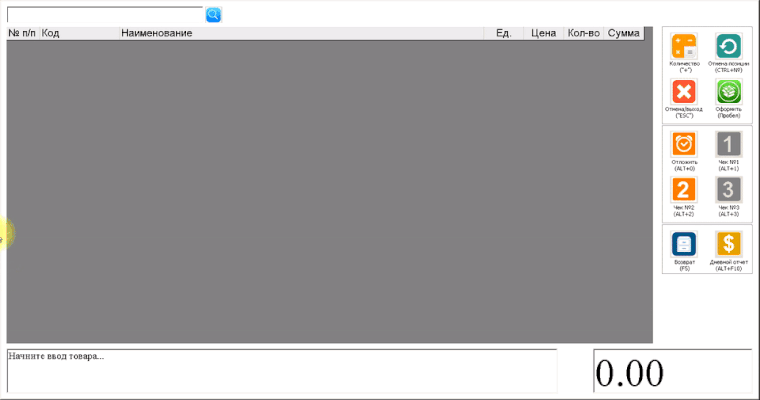 № п/п Код Наименование Ед. Цена Кол-во Сумма
Количество
("+")
Отмена позиции
(CTRL+N9)
Отмена/выход
("ESC")
Оформить
(Пробел)
Отложить
(ALT+0)
1
Чек №1
(ALT+1)
2
Чек №2
(ALT+2)
3
Чек №3
(ALT+3)
Возврат
(F5)
$
Дневной отчет
(ALT+F10)
Начните ввод товара...
0.00